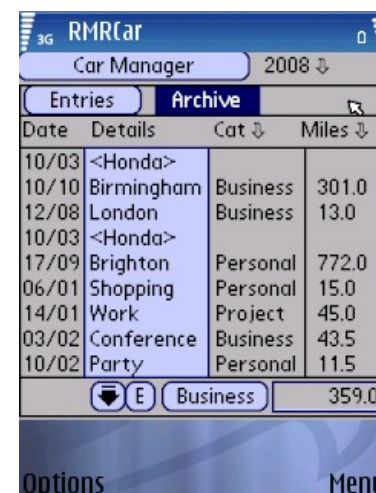 3G RMRCar
Car Manager 2008
Entries Archive
Date Details Cat Miles
10/03 <Honda>
10/10 Birmingham Business 301.0
12/08 London Business 13.0
10/03 <Honda>
17/09 Brighton Personal 772.0
06/01 Shopping Personal 15.0
14/01 Work Project 45.0
03/02 Conference Business 43.5
10/02 Party Personal 11.5
E Business 359.0
Options Menu